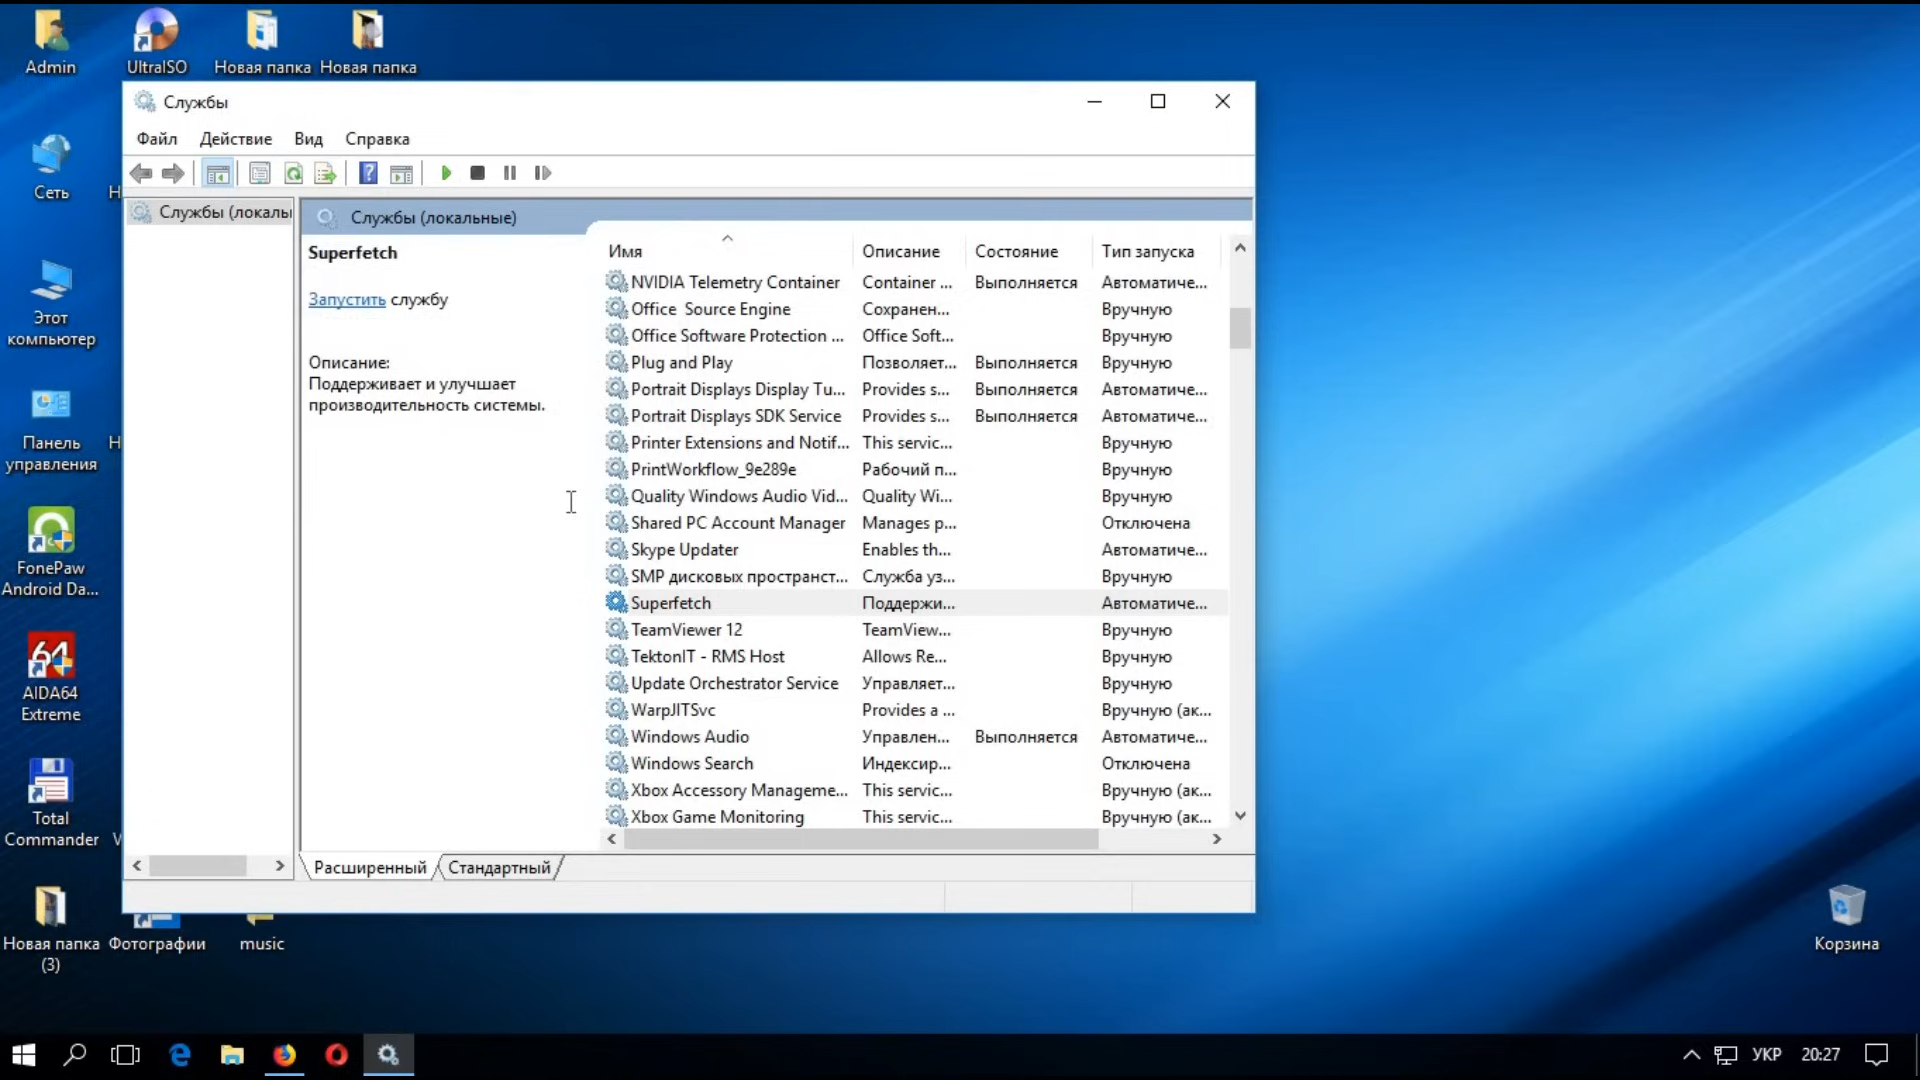 Admin
UltraISO
Новая папка
Новая папка
Службы
Файл Действие Вид Справка
Сеть
Н
Службы (локалы
Службы (локальные)
Superfetch
Запустить службу
Описание:
Поддерживает и улучшает
производительность системы.
Имя Описание Состояние Тип запуска
NVIDIA Telemetry Container Container ... Выполняется Автоматиче...
Office Source Engine Сохранен... Вручную
Office Software Protection ... Office Soft... Вручную
Plug and Play Позволяет... Выполняется Вручную
Portrait Displays Display Tu... Provides s... Выполняется Автоматиче...
Portrait Displays SDK Service Provides s... Выполняется Автоматиче...
Printer Extensions and Notif... This servic... Вручную
PrintWorkflow_9e289e Рабочий п... Вручную
Quality Windows Audio Vid... Quality Wi... Вручную
Shared PC Account Manager Manages p... Отключена
Skype Updater Enables th... Автоматиче...
SMP дисковых пространст... Служба уз... Вручную
Superfetch Поддержи... Автоматиче...
TeamViewer 12 TeamView... Вручную
TektonIT - RMS Host Allows Re... Вручную
Update Orchestrator Service Управляет... Вручную
WarpJITSvc Provides a ... Вручную (ак...
Windows Audio Управлен... Выполняется Автоматиче...
Windows Search Индексир... Отключена
Xbox Accessory Manageme... This servic... Вручную (ак...
Xbox Game Monitoring This servic... Вручную (ак...
Расширенный Стандартный
Этот
компьютер
Панель
управления
Н
FonePaw
Android Da...
64
AIDA64
Extreme
Total
Commander
Новая папка
(3)
Фотографии
music
Корзина
УКР 20:27